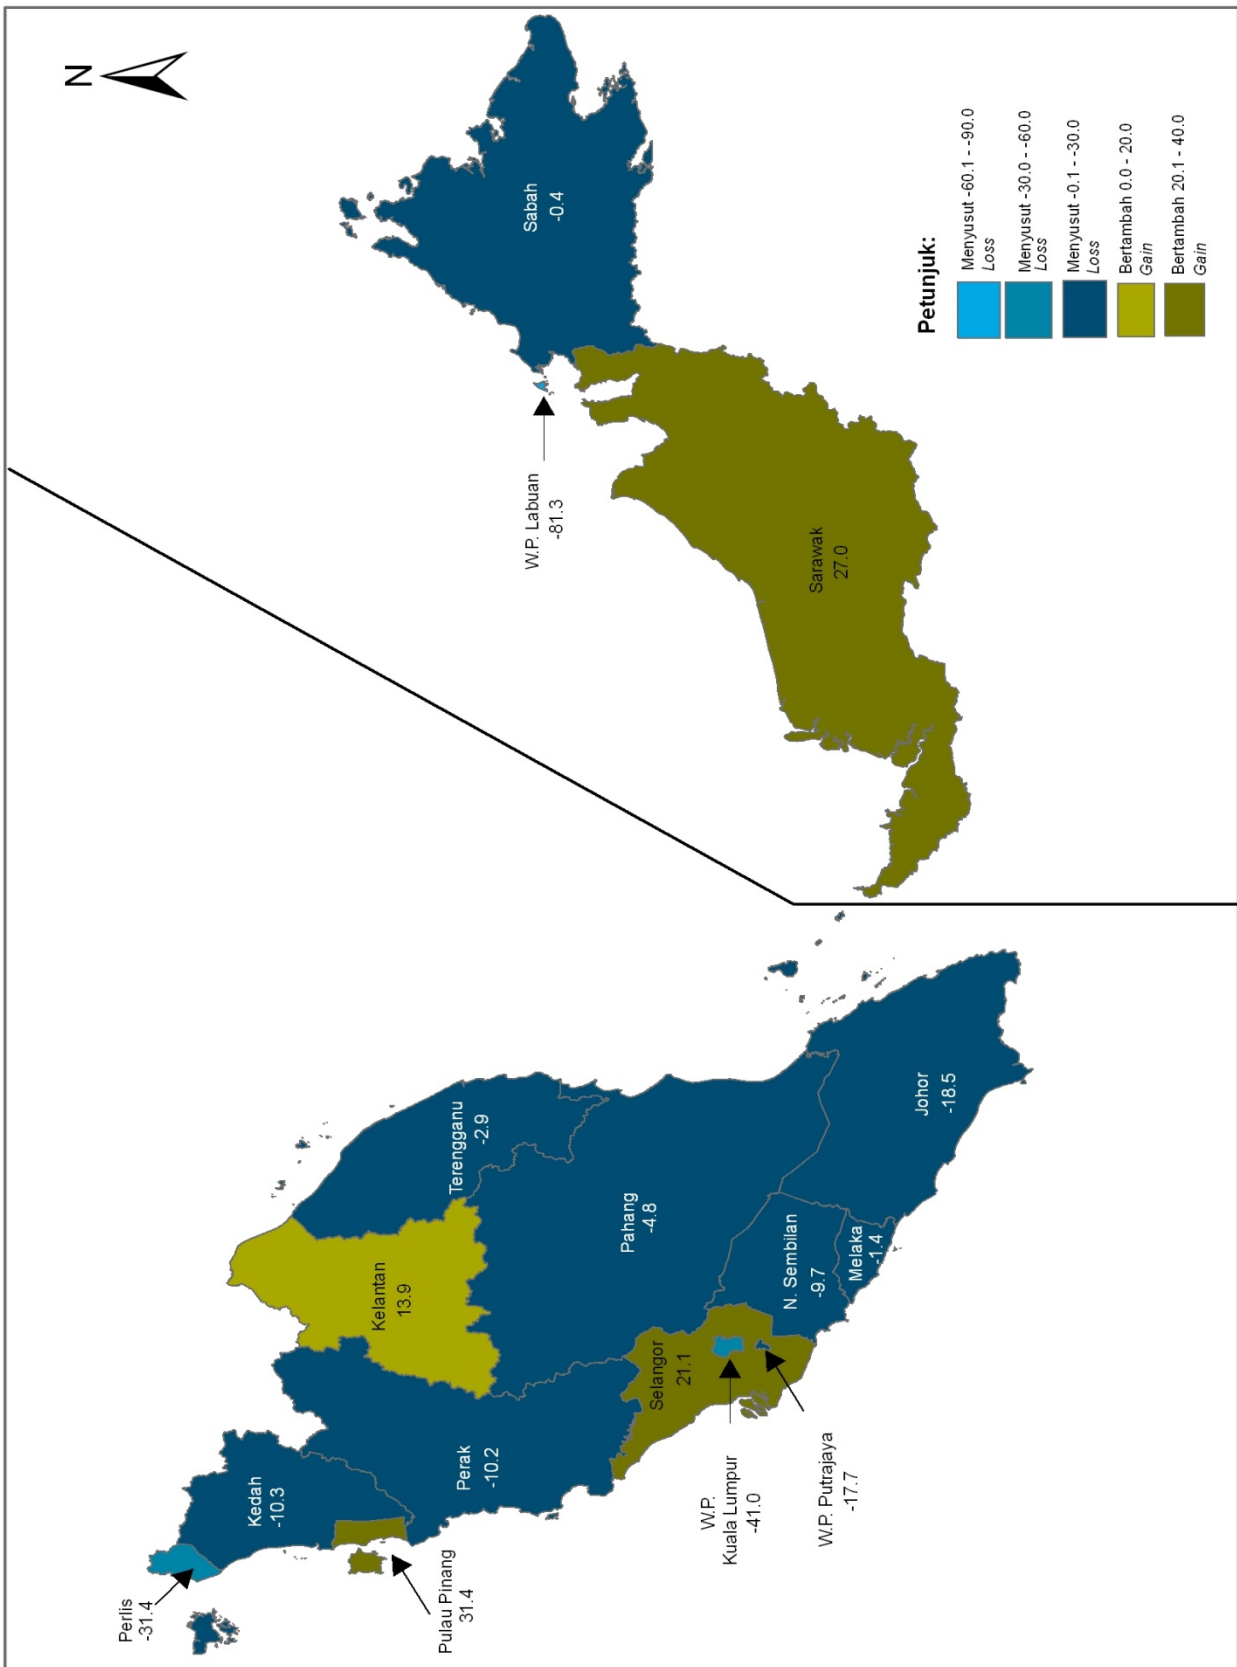 N
Perlis
-31.4
Kedah
-10.3
Pulau Pinang
31.4
Perak
-10.2
Kelantan
13.9
Terengganu
-2.9
Pahang
-4.8
Selangor
21.1
W.P.
Kuala Lumpur
-41.0
W.P. Putrajaya
-17.7
N. Sembilan
-9.7
Melaka
-1.4
Johor
-18.5
W.P. Labuan
-81.3
Sabah
-0.4
Sarawak
27.0
Petunjuk:
Menyusut -60.1 - -90.0
Loss
Menyusut -30.0 - -60.0
Loss
Menyusut -0.1 - -30.0
Loss
Bertambah 0.0 - 20.0
Gain
Bertambah 20.1 - 40.0
Gain